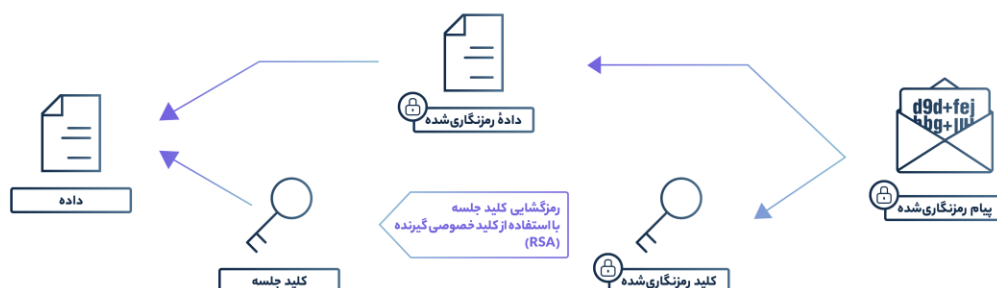 d9d+fej
دادهٔ رمزنگاری‌شده
پیام رمزنگاری‌شده
داده
رمزگشایی کلید جلسه
با استفاده از کلید خصوصی گیرنده
(RSA)
کلید رمزنگاری‌شده
کلید جلسه